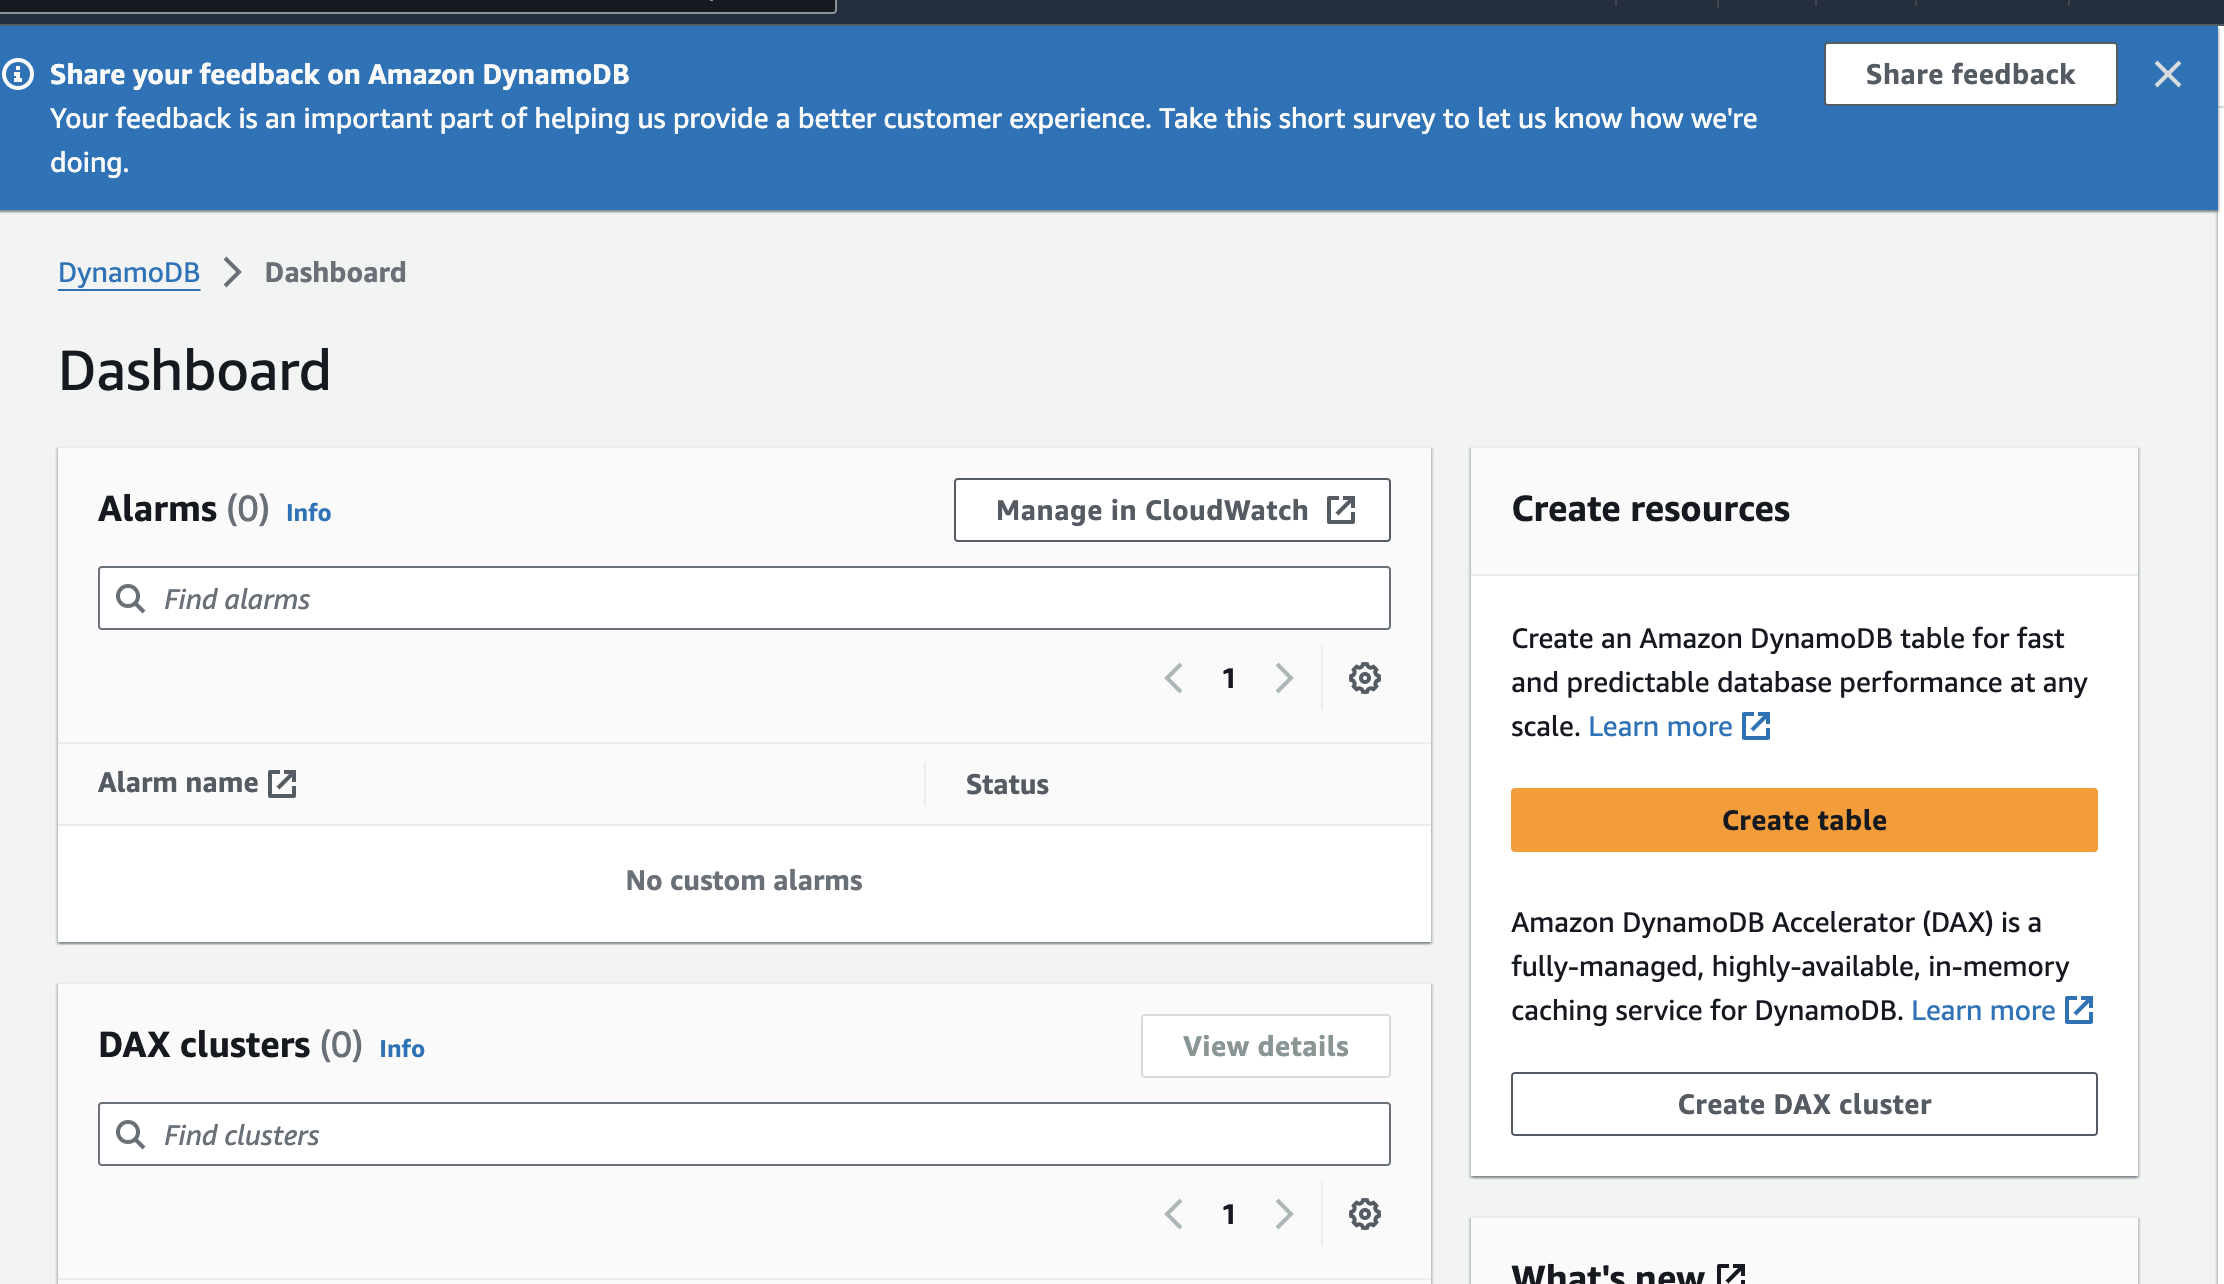 Share your feedback on Amazon DynamoDB
Share feedback
Your feedback is an important part of helping us provide a better customer experience. Take this short survey to let us know how we're
doing.
DynamoDB
Dashboard
Dashboard
Alarms (0) Info
Manage in CloudWatch
Find alarms
1
Alarm name
Status
No custom alarms
DAX clusters (0) Info
View details
Find clusters
1
Create resources
Create an Amazon DynamoDB table for fast
and predictable database performance at any
scale. Learn more
Create table
Amazon DynamoDB Accelerator (DAX) is a
fully-managed, highly-available, in-memory
caching service for DynamoDB. Learn more
Create DAX cluster
What's new